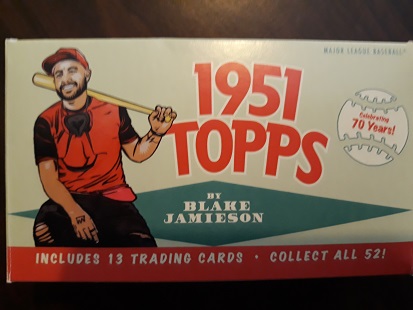 MAJOR LEAGUE BASEBALL
1951
TOPPS
Celebrating
70 Years!
BY
BLAKE
JAMIESON
INCLUDES 13 TRADING CARDS • COLLECT ALL 52!